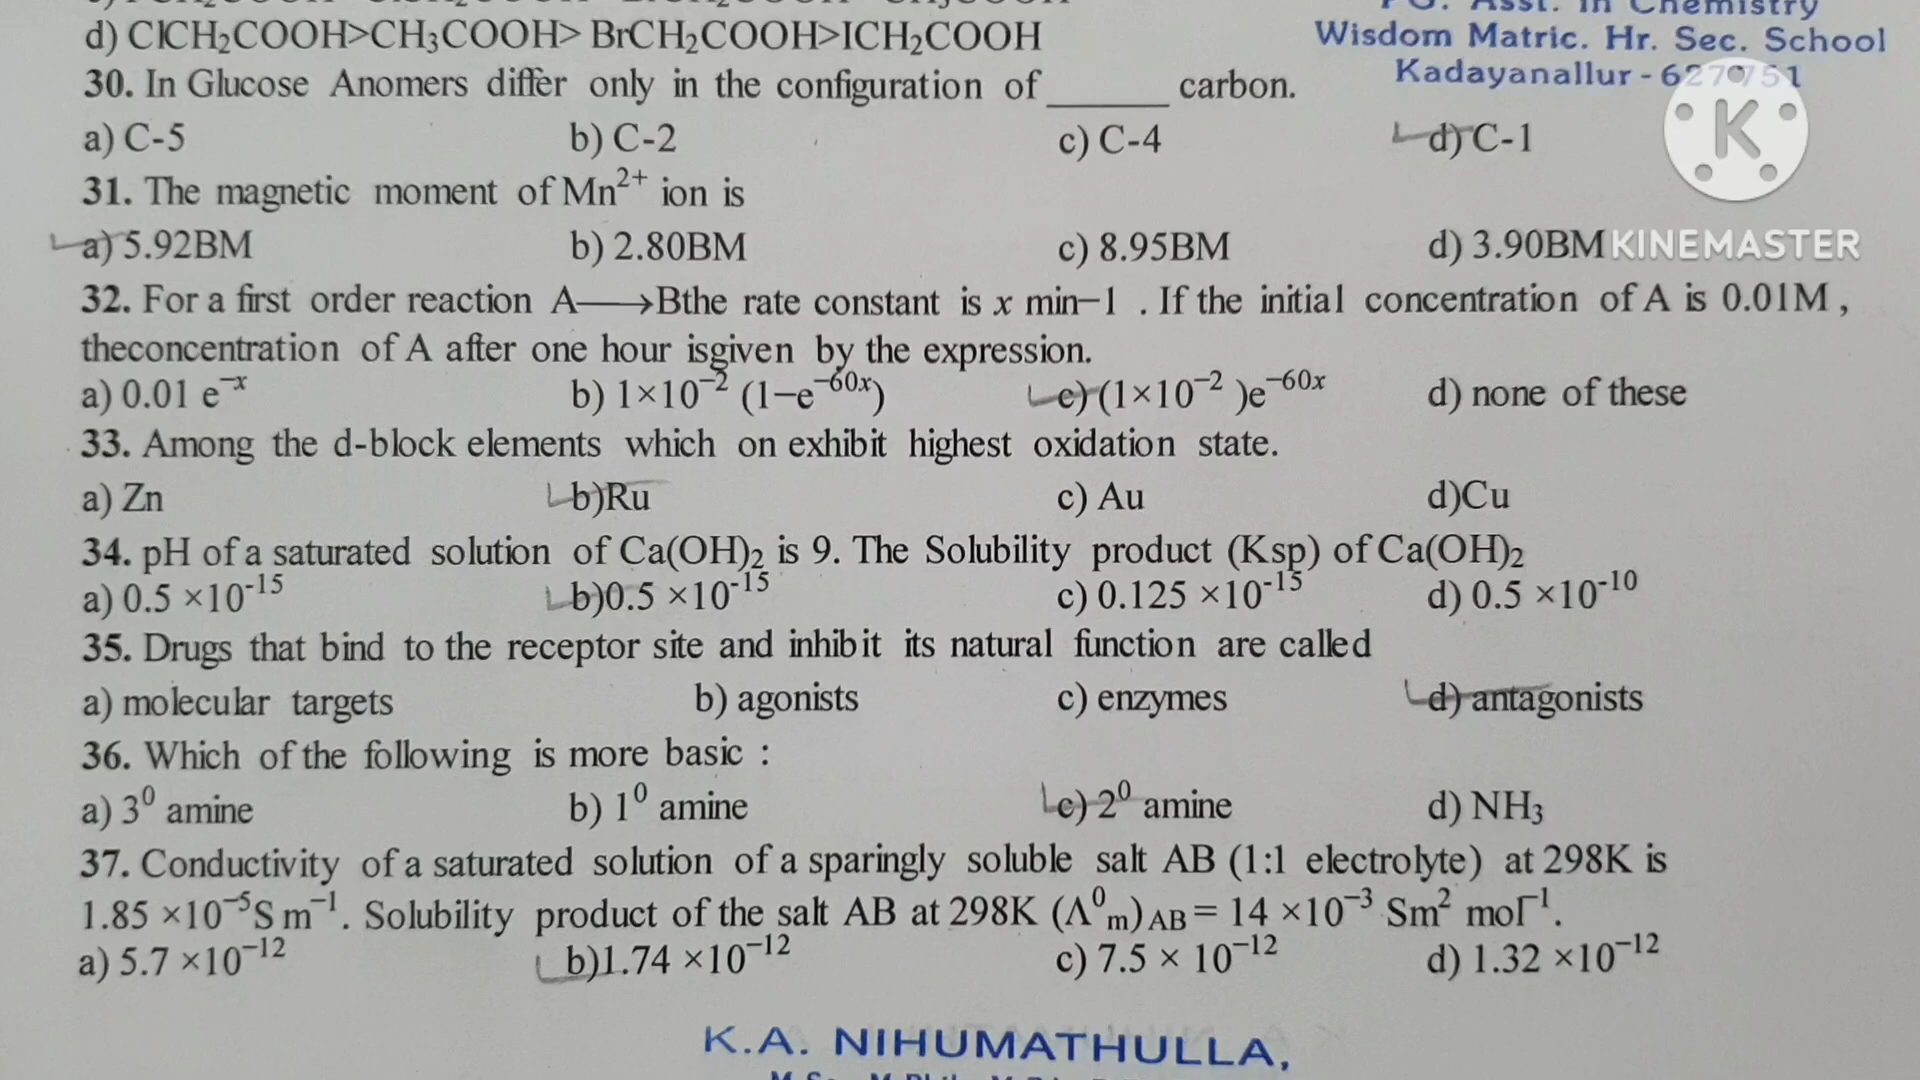 d) ClCH₂COOH>CH₃COOH> BrCH₂COOH>ICH₂COOH
Wisdom Matric. Hr. Sec. School
Kadayanallur - 627751
30. In Glucose Anomers differ only in the configuration of ______ carbon.
a) C-5 b) C-2 c) C-4 d) C-1
K
KINEMASTER
31. The magnetic moment of Mn²⁺ ion is
a) 5.92BM b) 2.80BM c) 8.95BM d) 3.90BM
32. For a first order reaction A⟶Bthe rate constant is x min−1 . If the initial concentration of A is 0.01M ,
theconcentration of A after one hour isgiven by the expression.
a) 0.01 e⁻ˣ b) 1×10⁻² (1−e⁻⁶⁰ˣ) c) (1×10⁻² )e⁻⁶⁰ˣ d) none of these
33. Among the d-block elements which on exhibit highest oxidation state.
a) Zn b)Ru c) Au d)Cu
34. pH of a saturated solution of Ca(OH)₂ is 9. The Solubility product (Ksp) of Ca(OH)₂
a) 0.5 ×10⁻¹⁵ b)0.5 ×10⁻¹⁵ c) 0.125 ×10⁻¹⁵ d) 0.5 ×10⁻¹⁰
35. Drugs that bind to the receptor site and inhibit its natural function are called
a) molecular targets b) agonists c) enzymes d) antagonists
36. Which of the following is more basic :
a) 3⁰ amine b) 1⁰ amine c) 2⁰ amine d) NH₃
37. Conductivity of a saturated solution of a sparingly soluble salt AB (1:1 electrolyte) at 298K is
1.85 ×10⁻⁵S m⁻¹. Solubility product of the salt AB at 298K (Λ⁰m) AB = 14 ×10⁻³ Sm² mol⁻¹.
a) 5.7 ×10⁻¹² b)1.74 ×10⁻¹² c) 7.5 × 10⁻¹² d) 1.32 ×10⁻¹²
K.A. NIHUMATHULLA,